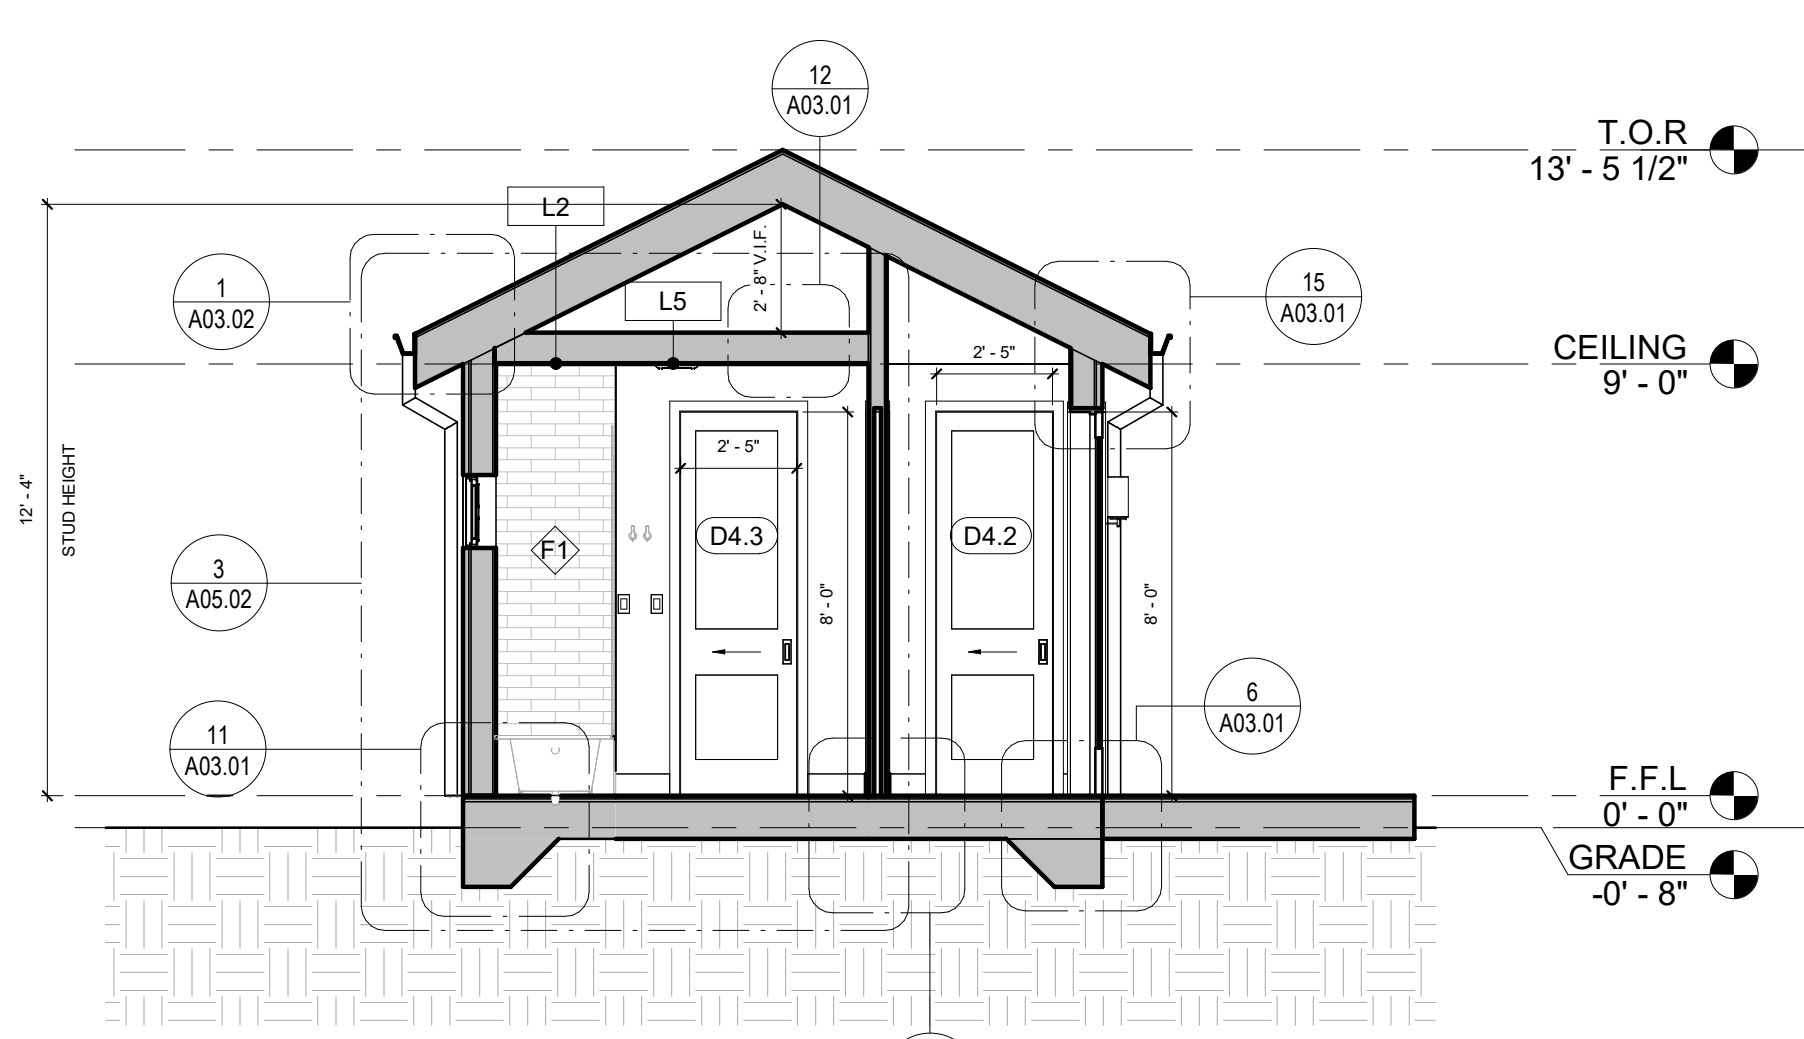 12
A03.01
T.O.R
13' - 5 1/2"
L2
2' - 8" V.I.F.
1
A03.02
L5
15
A03.01
CEILING
9' - 0"
2' - 5"
2' - 5"
12' - 4"
STUD HEIGHT
D4.3
D4.2
F1
3
A05.02
8' - 0"
8' - 0"
6
A03.01
11
A03.01
F.F.L
0' - 0"
GRADE
-0' - 8"